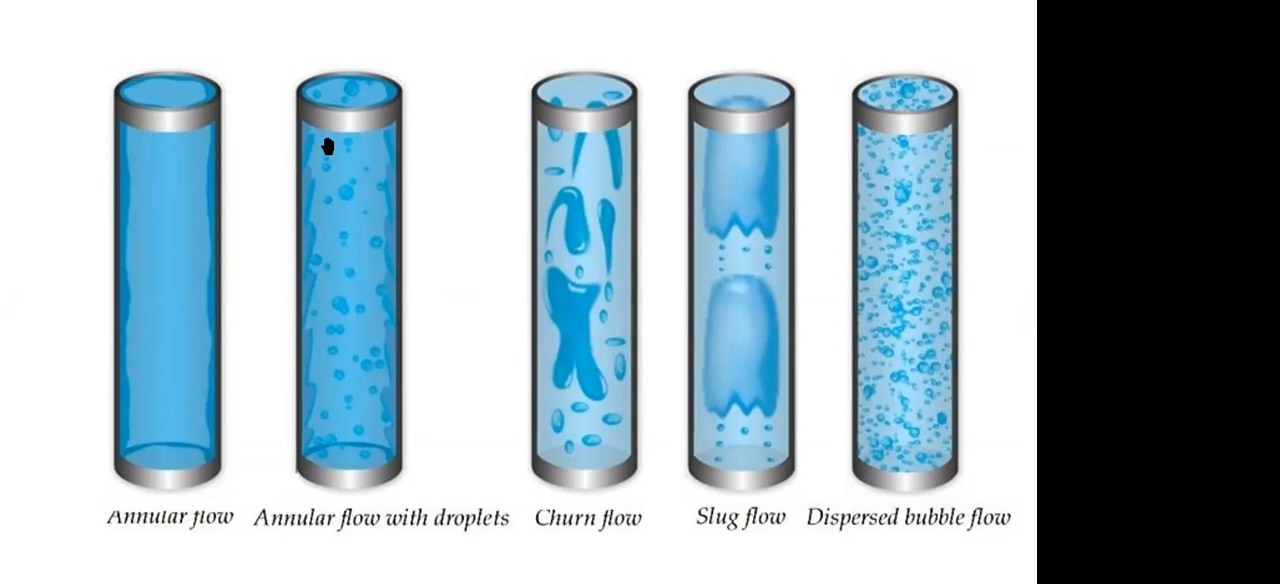 Annular flow
Annular flow with droplets
Churn flow
Slug flow
Dispersed bubble flow